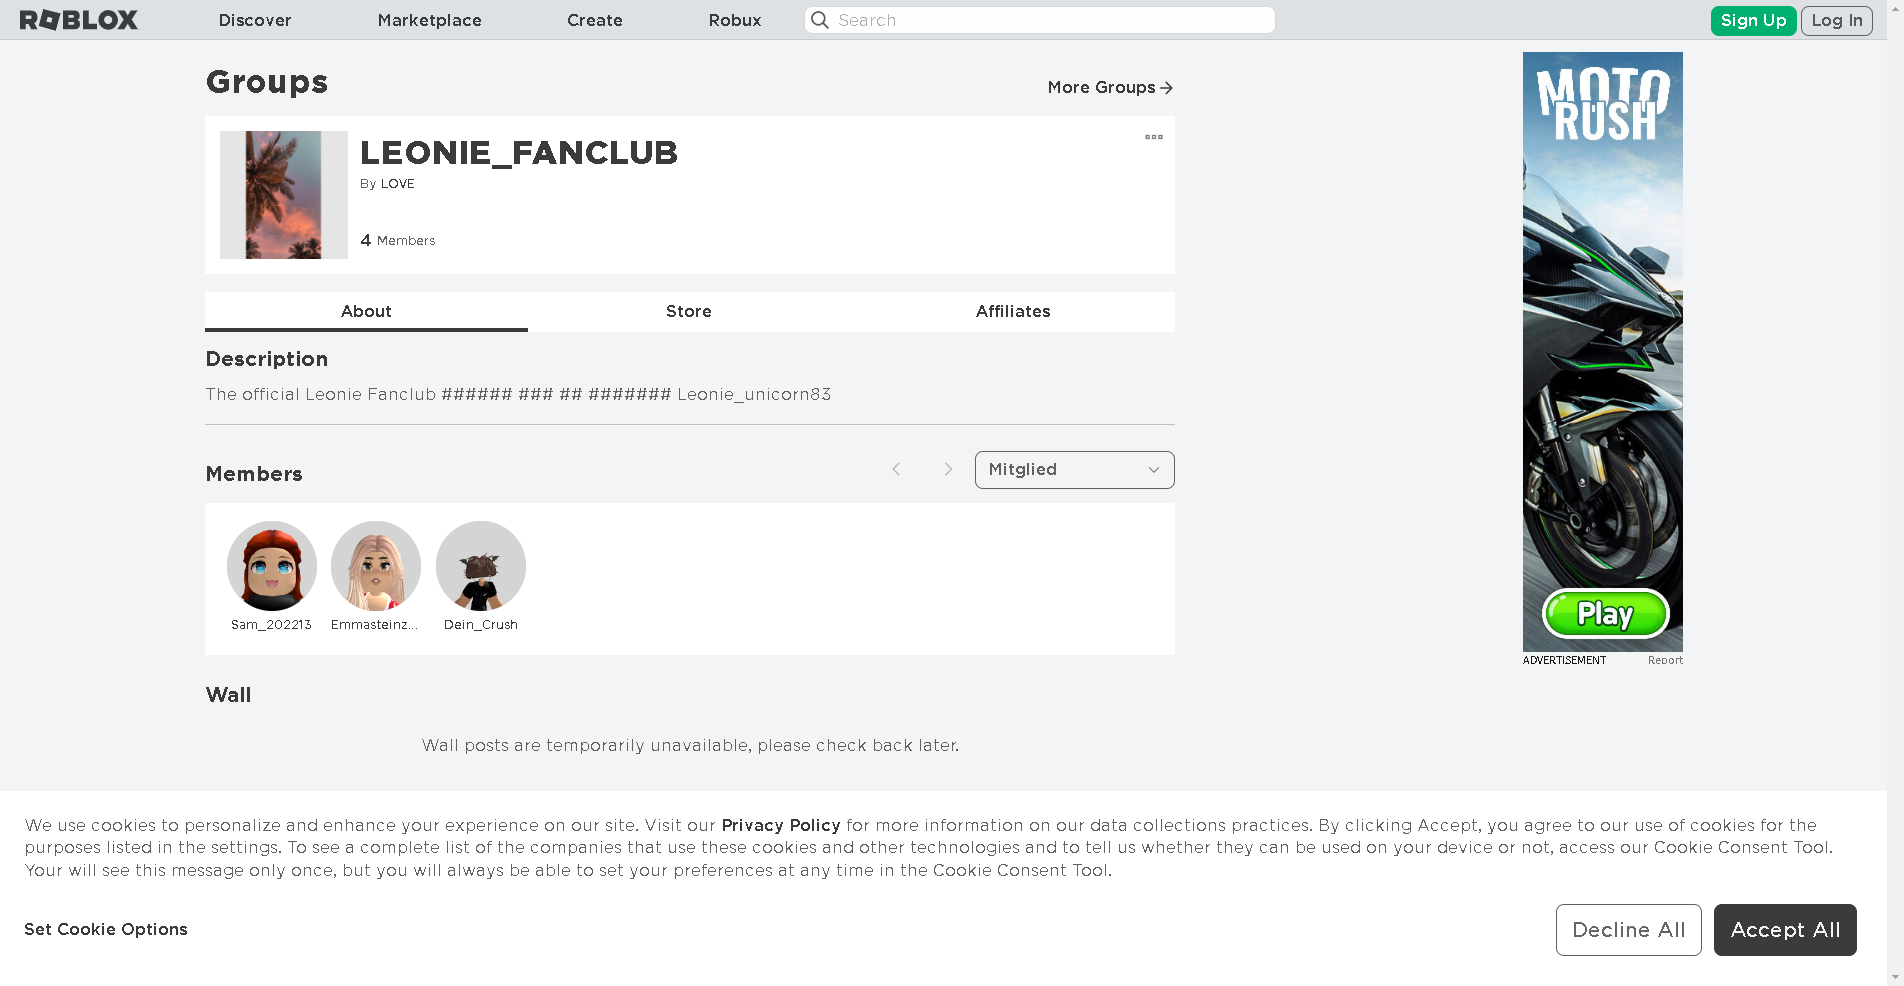 ROBLOX Discover Marketplace Create Robux Search Sign Up Log In
Groups
More Groups
LEONIE_FANCLUB
By LOVE
4 Members
About Store Affiliates
Description
The official Leonie Fanclub ###### ### ## ####### Leonie_unicorn83
Members
Mitglied
Sam_202213 Emmasteinz... Dein_Crush
Wall
Wall posts are temporarily unavailable, please check back later.
MOTO
RUSH
Play
ADVERTISEMENT Report
We use cookies to personalize and enhance your experience on our site. Visit our Privacy Policy for more information on our data collections practices. By clicking Accept, you agree to our use of cookies for the
purposes listed in the settings. To see a complete list of the companies that use these cookies and other technologies and to tell us whether they can be used on your device or not, access our Cookie Consent Tool.
Your will see this message only once, but you will always be able to set your preferences at any time in the Cookie Consent Tool.
Set Cookie Options
Decline All Accept All